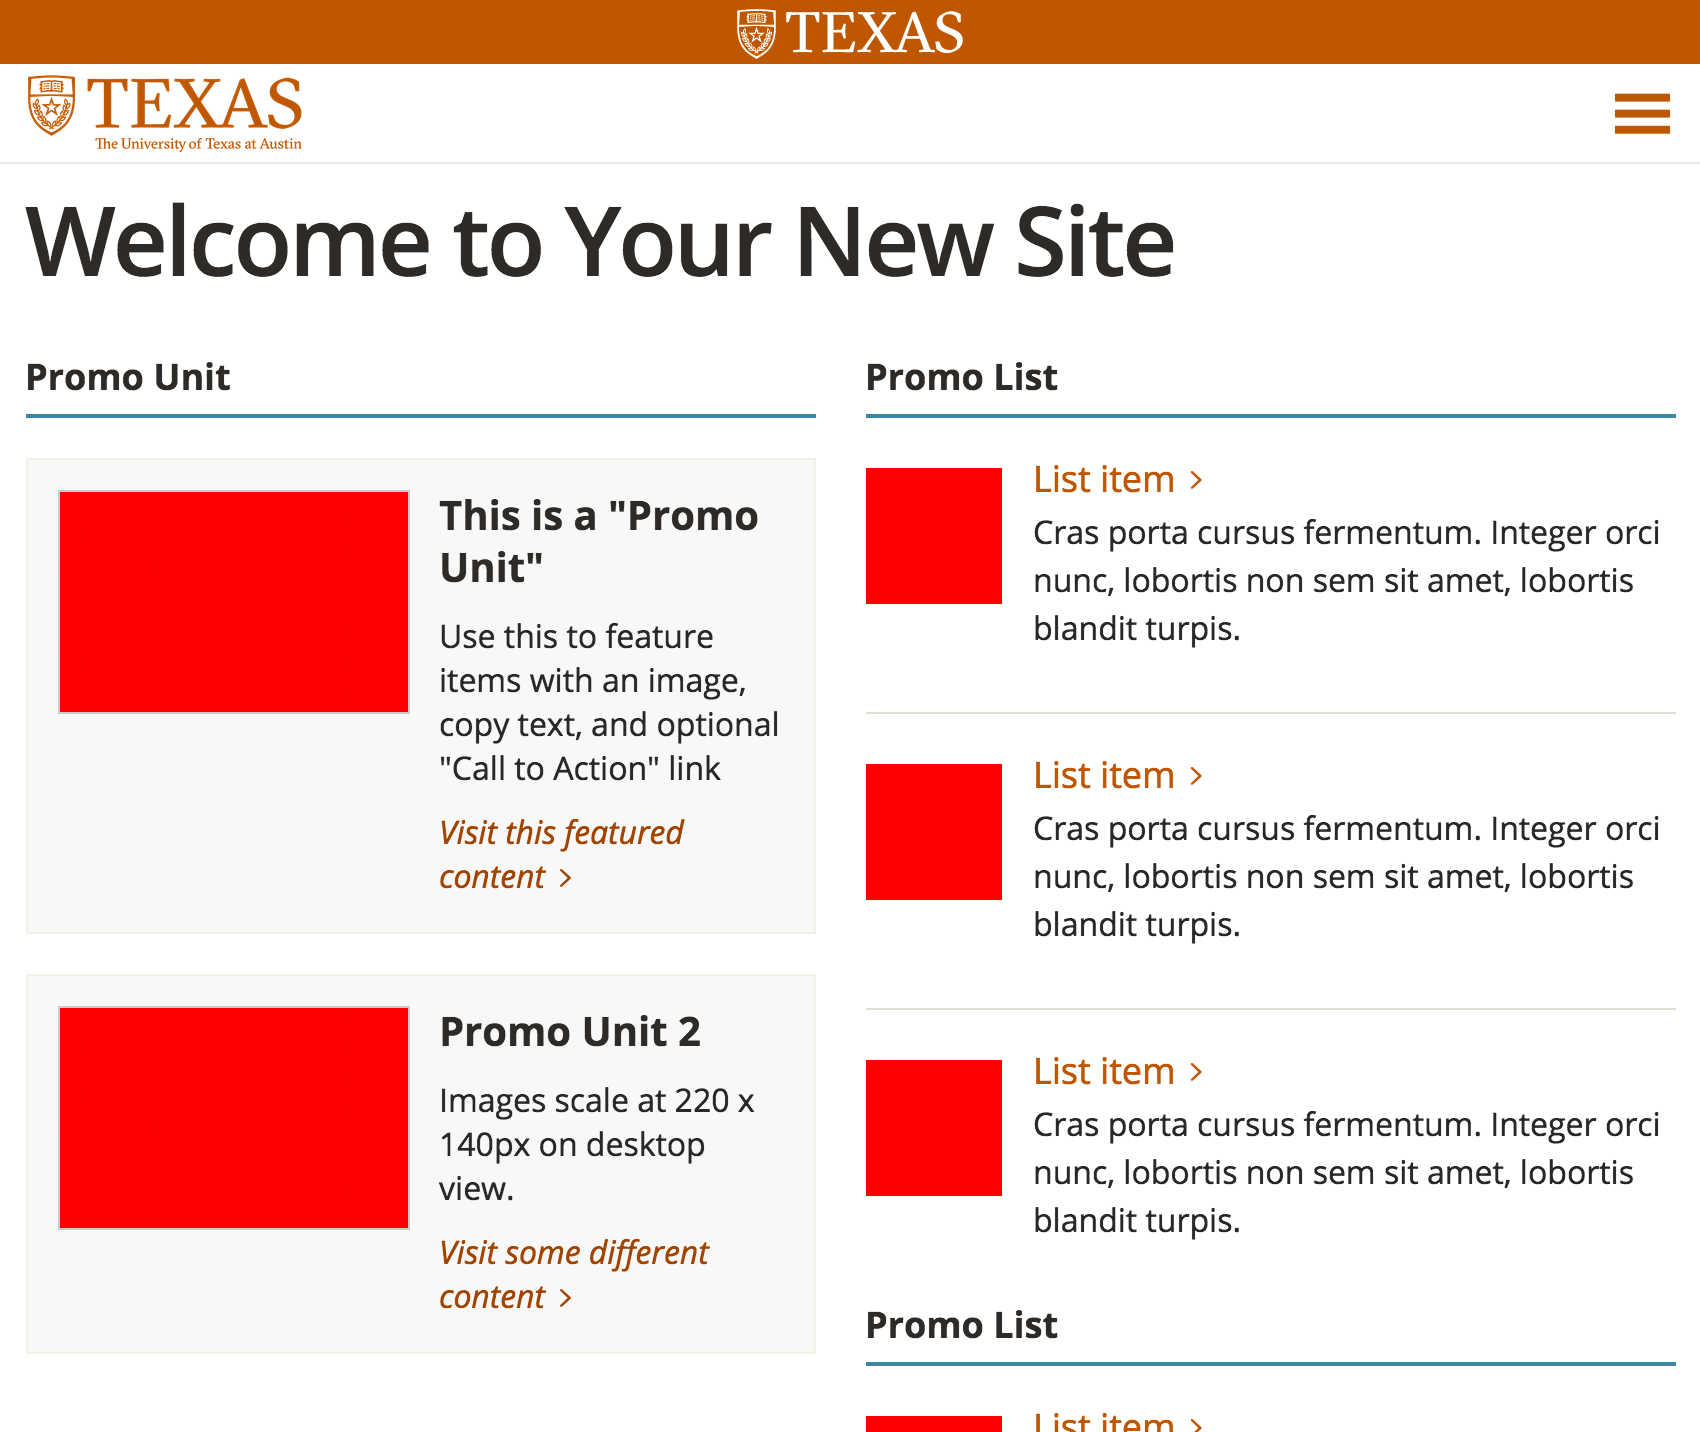 TEXAS
TEXAS
The University of Texas at Austin
Welcome to Your New Site
Promo Unit
This is a "Promo
Unit"
Use this to feature
items with an image,
copy text, and optional
"Call to Action" link
Visit this featured
content >
Promo Unit 2
Images scale at 220 x
140px on desktop
view.
Visit some different
content >
Promo List
List item >
Cras porta cursus fermentum. Integer orci
nunc, lobortis non sem sit amet, lobortis
blandit turpis.
List item >
Cras porta cursus fermentum. Integer orci
nunc, lobortis non sem sit amet, lobortis
blandit turpis.
List item >
Cras porta cursus fermentum. Integer orci
nunc, lobortis non sem sit amet, lobortis
blandit turpis.
Promo List
List item >